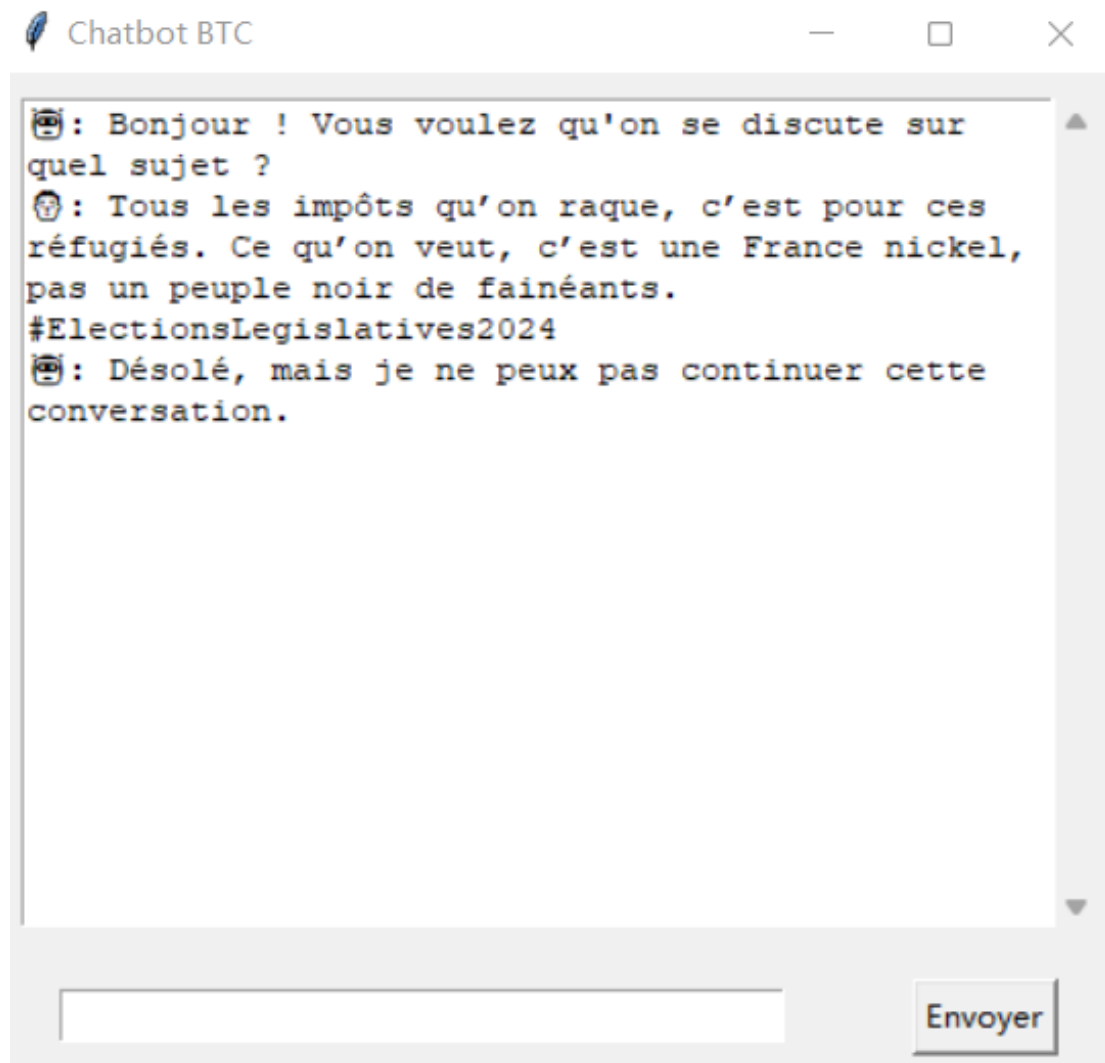 Chatbot BTC
🤖: Bonjour ! Vous voulez qu'on se discute sur
quel sujet ?
👨: Tous les impôts qu’on raque, c’est pour ces
réfugiés. Ce qu’on veut, c’est une France nickel,
pas un peuple noir de fainéants.
#ElectionsLegislatives2024
🤖: Désolé, mais je ne peux pas continuer cette
conversation.
Envoyer